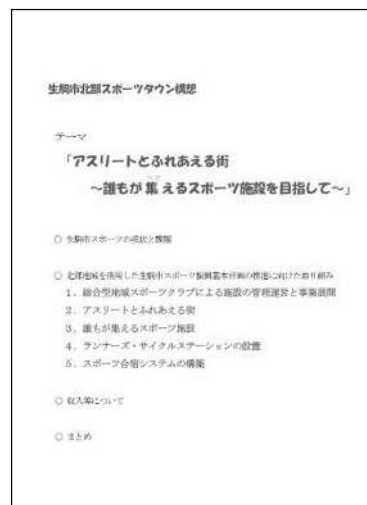 生駒市北部スポーツタウン構想
テーマ
「アスリートとふれあえる街
～誰もが集えるスポーツ施設を目指して～」
○ 生駒市スポーツの現状と課題
○ 北部地域を活用した生駒市スポーツ振興基本計画の推進に向けた取り組み
1．総合型地域スポーツクラブによる施設の管理運営と事業展開
2．アスリートとふれあえる街
3．誰もが集えるスポーツ施設
4．ランナーズ・サイクルステーションの設置
5．スポーツ合宿システムの構築
○ 収入等について
○ まとめ